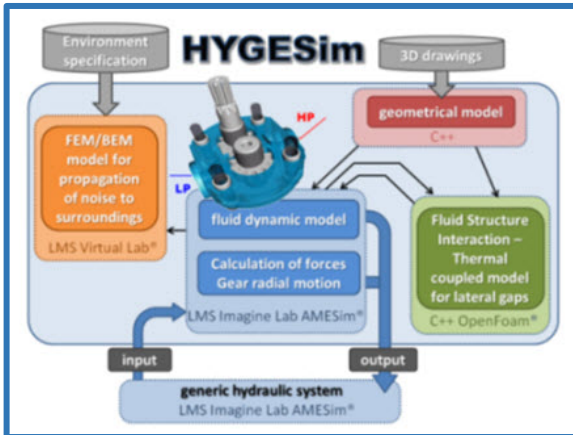 Environment
specification
HYGESim
3D drawings
geometrical model
C++
FEM/BEM
model for
propagation
of noise to
surroundings
LMS Virtual Lab®
HP
LP
fluid dynamic model
Calculation of forces
Gear radial motion
LMS Imagine Lab AMESim®
Fluid Structure
Interaction –
Thermal
coupled model
for lateral gaps
C++ OpenFoam®
input
output
generic hydraulic system
LMS Imagine Lab AMESim®